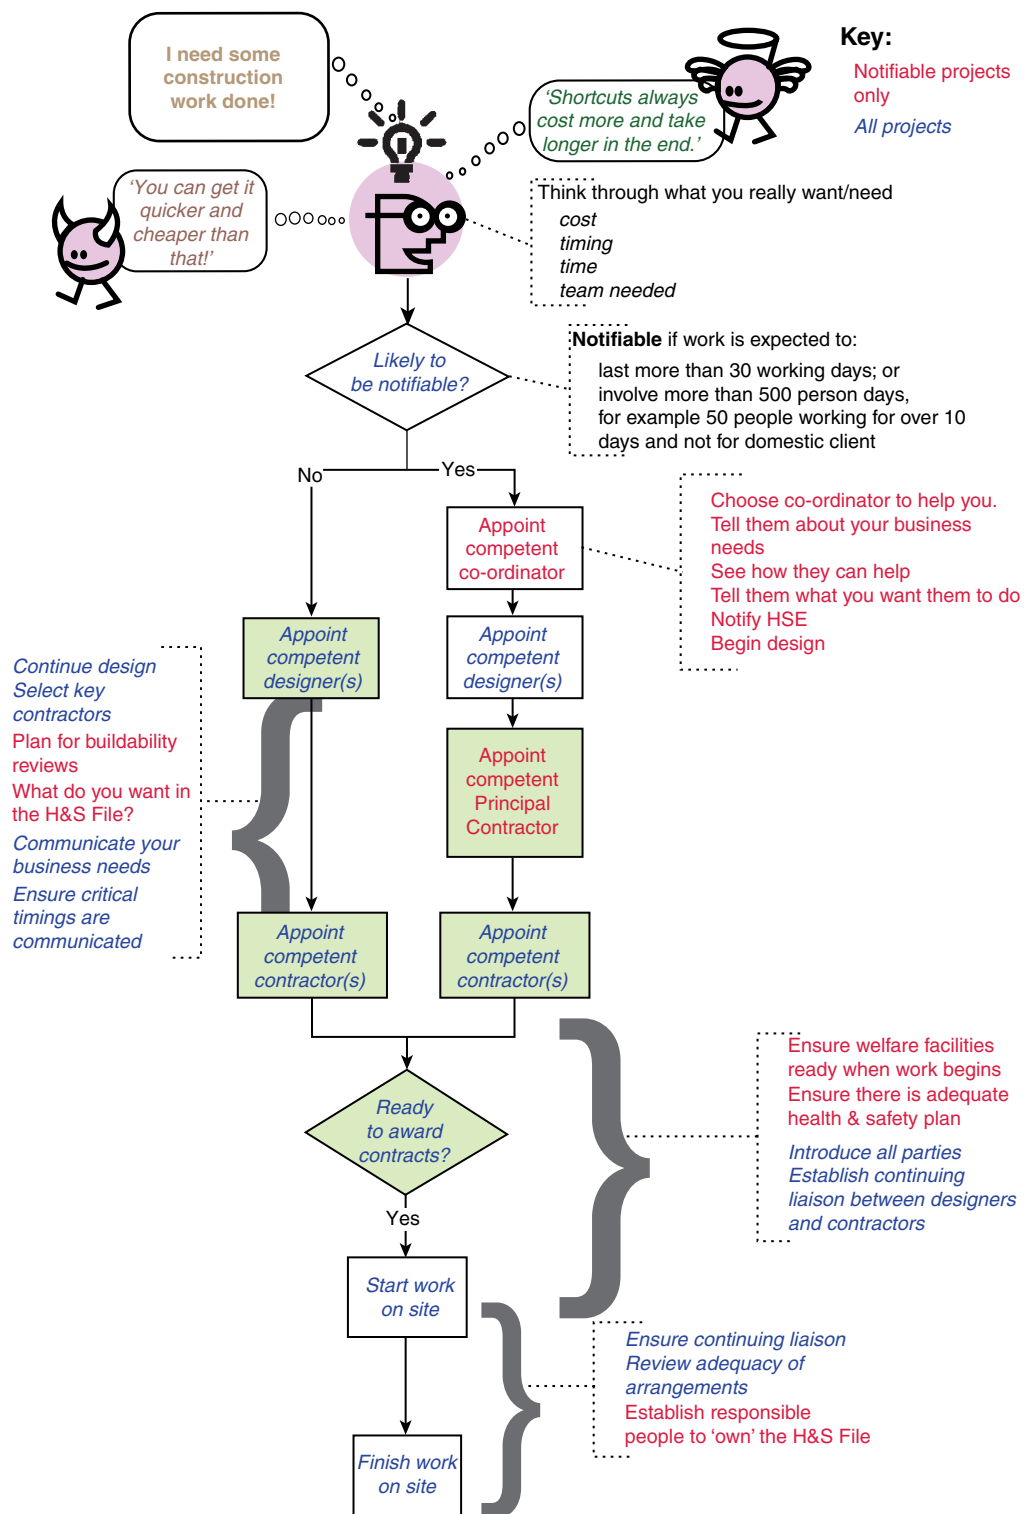 I need some
construction
work done!
'Shortcuts always
cost more and take
longer in the end.'
Key:
Notifiable projects
only
All projects
'You can get it
quicker and
cheaper than
that!'
Think through what you really want/need
cost
timing
time
team needed
Likely to
be notifiable?
Notifiable if work is expected to:
last more than 30 working days; or
involve more than 500 person days,
for example 50 people working for over 10
days and not for domestic client
No
Yes
Appoint
competent
co-ordinator
Choose co-ordinator to help you.
Tell them about your business
needs
See how they can help
Tell them what you want them to do
Notify HSE
Begin design
Appoint
competent
designer(s)
Appoint
competent
designer(s)
Continue design
Select key
contractors
Plan for buildability
reviews
What do you want in
the H&S File?
Communicate your
business needs
Ensure critical
timings are
communicated
Appoint
competent
Principal
Contractor
Appoint
competent
contractor(s)
Appoint
competent
contractor(s)
Ready
to award
contracts?
Ensure welfare facilities
ready when work begins
Ensure there is adequate
health & safety plan
Introduce all parties
Establish continuing
liaison between designers
and contractors
Yes
Start work
on site
Ensure continuing liaison
Review adequacy of
arrangements
Establish responsible
people to 'own' the H&S File
Finish work
on site